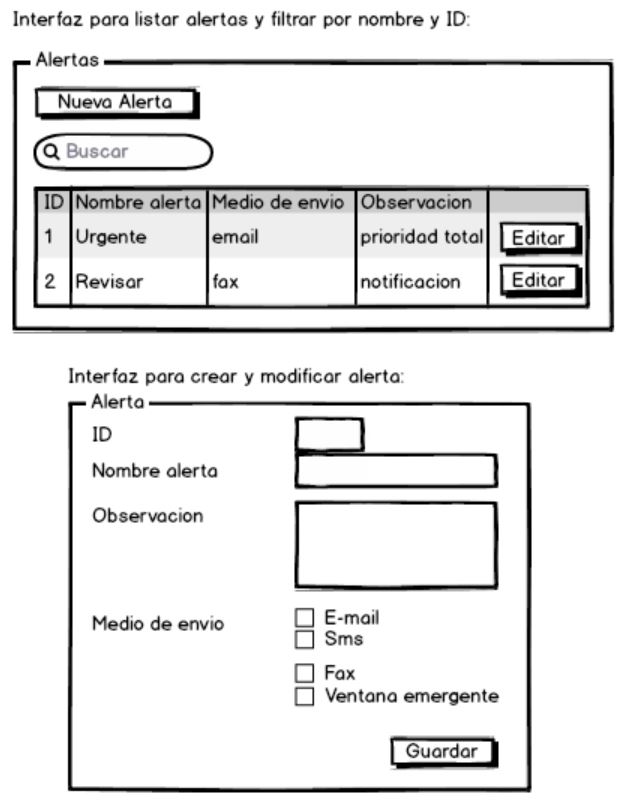 Interfaz para listar alertas y filtrar por nombre y ID:
Alertas
Nueva Alerta
Buscar
ID Nombre alerta Medio de envio Observacion
1 Urgente email prioridad total Editar
2 Revisar fax notificacion Editar
Interfaz para crear y modificar alerta:
Alerta
ID
Nombre alerta
Observacion
Medio de envio
E-mail
Sms
Fax
Ventana emergente
Guardar